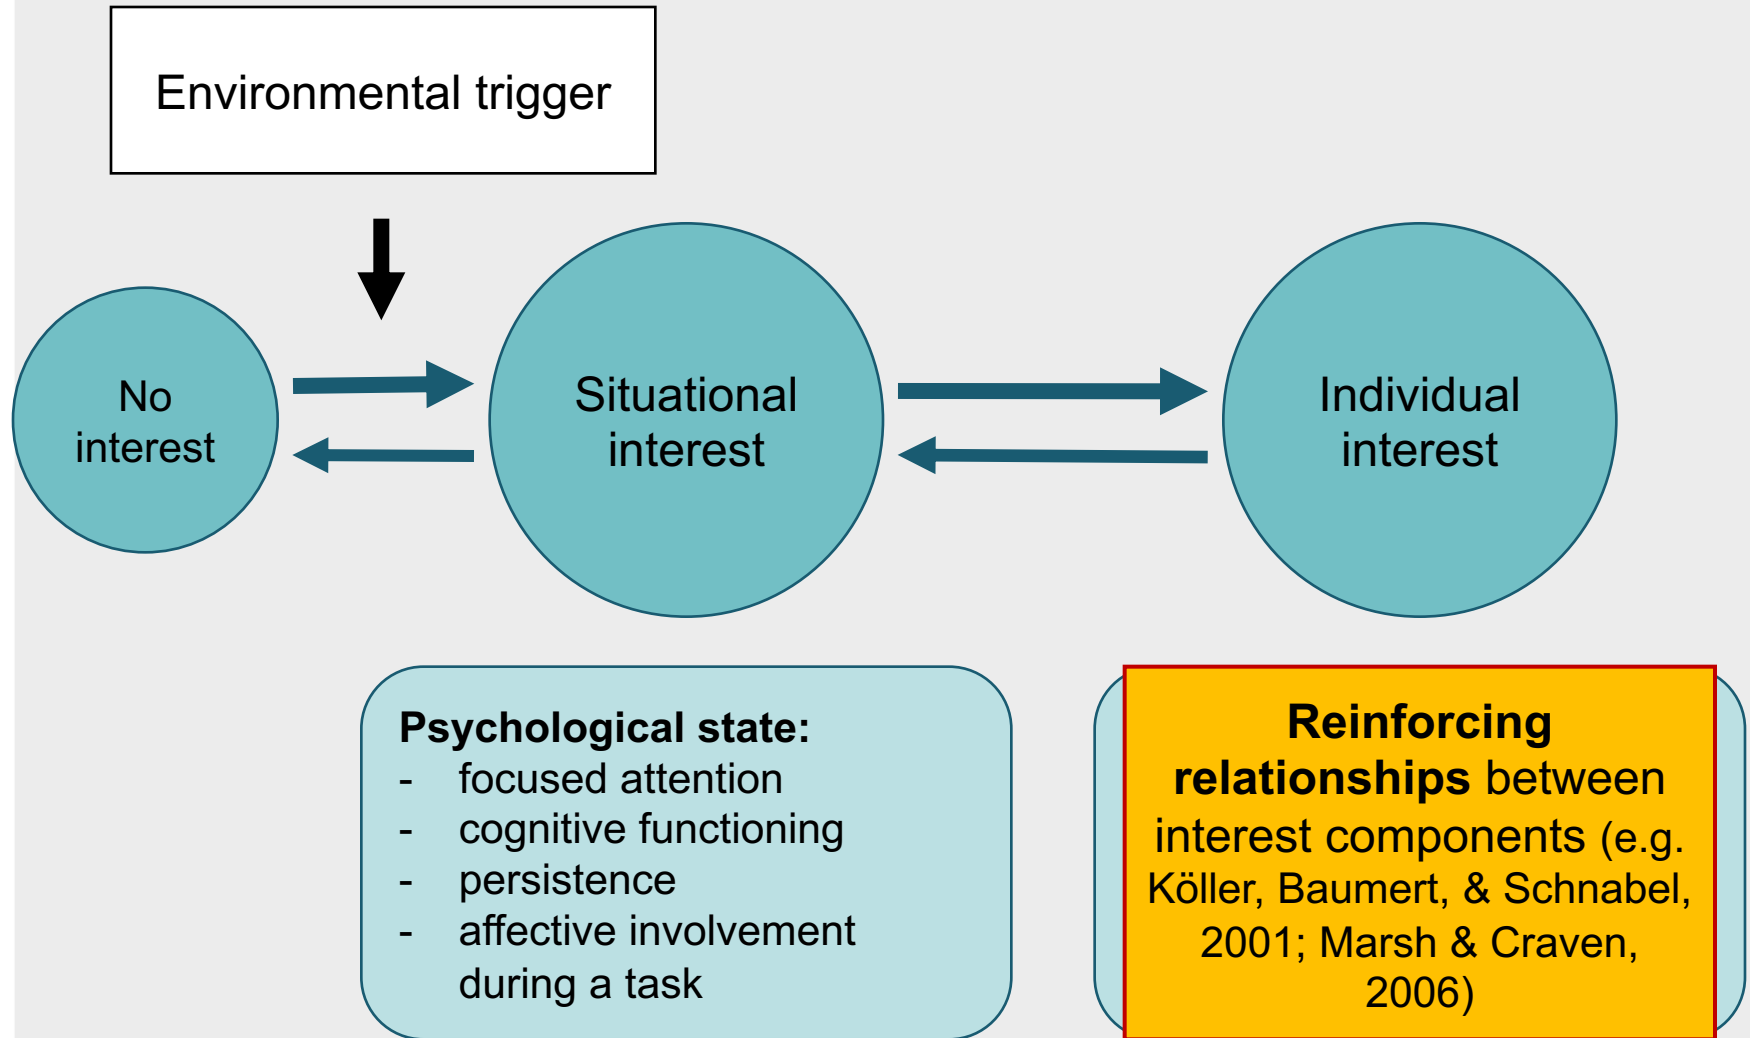 Environmental trigger
No
interest
Situational
interest
Individual
interest
Psychological state:
- focused attention
- cognitive functioning
- persistence
- affective involvement
during a task
Reinforcing
relationships between
interest components (e.g.
Köller, Baumert, & Schnabel,
2001; Marsh & Craven,
2006)